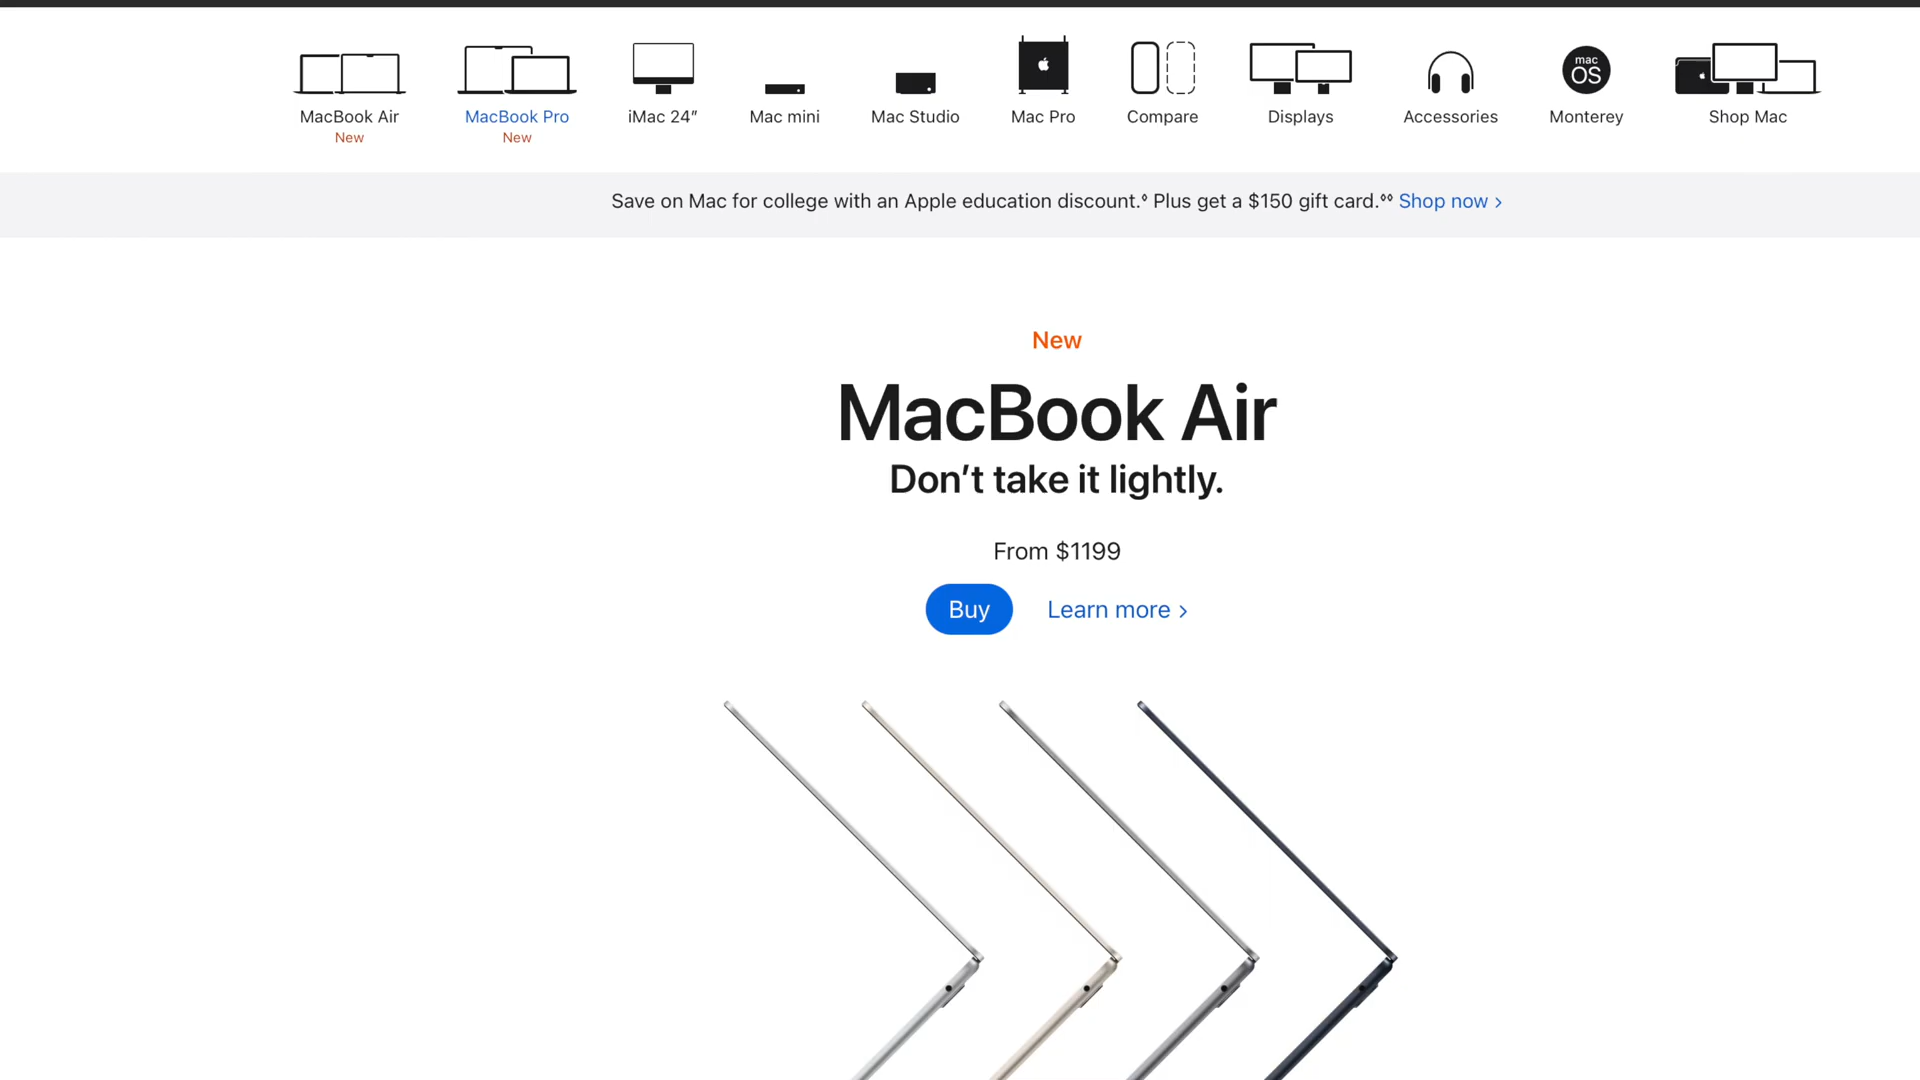 MacBook Air
New
MacBook Pro
New
iMac 24”
Mac mini
Mac Studio
Mac Pro
Compare
Displays
Accessories
mac
OS
Monterey
Shop Mac
Save on Mac for college with an Apple education discount.◊ Plus get a $150 gift card.◊◊ Shop now >
New
MacBook Air
Don’t take it lightly.
From $1199
Buy
Learn more >